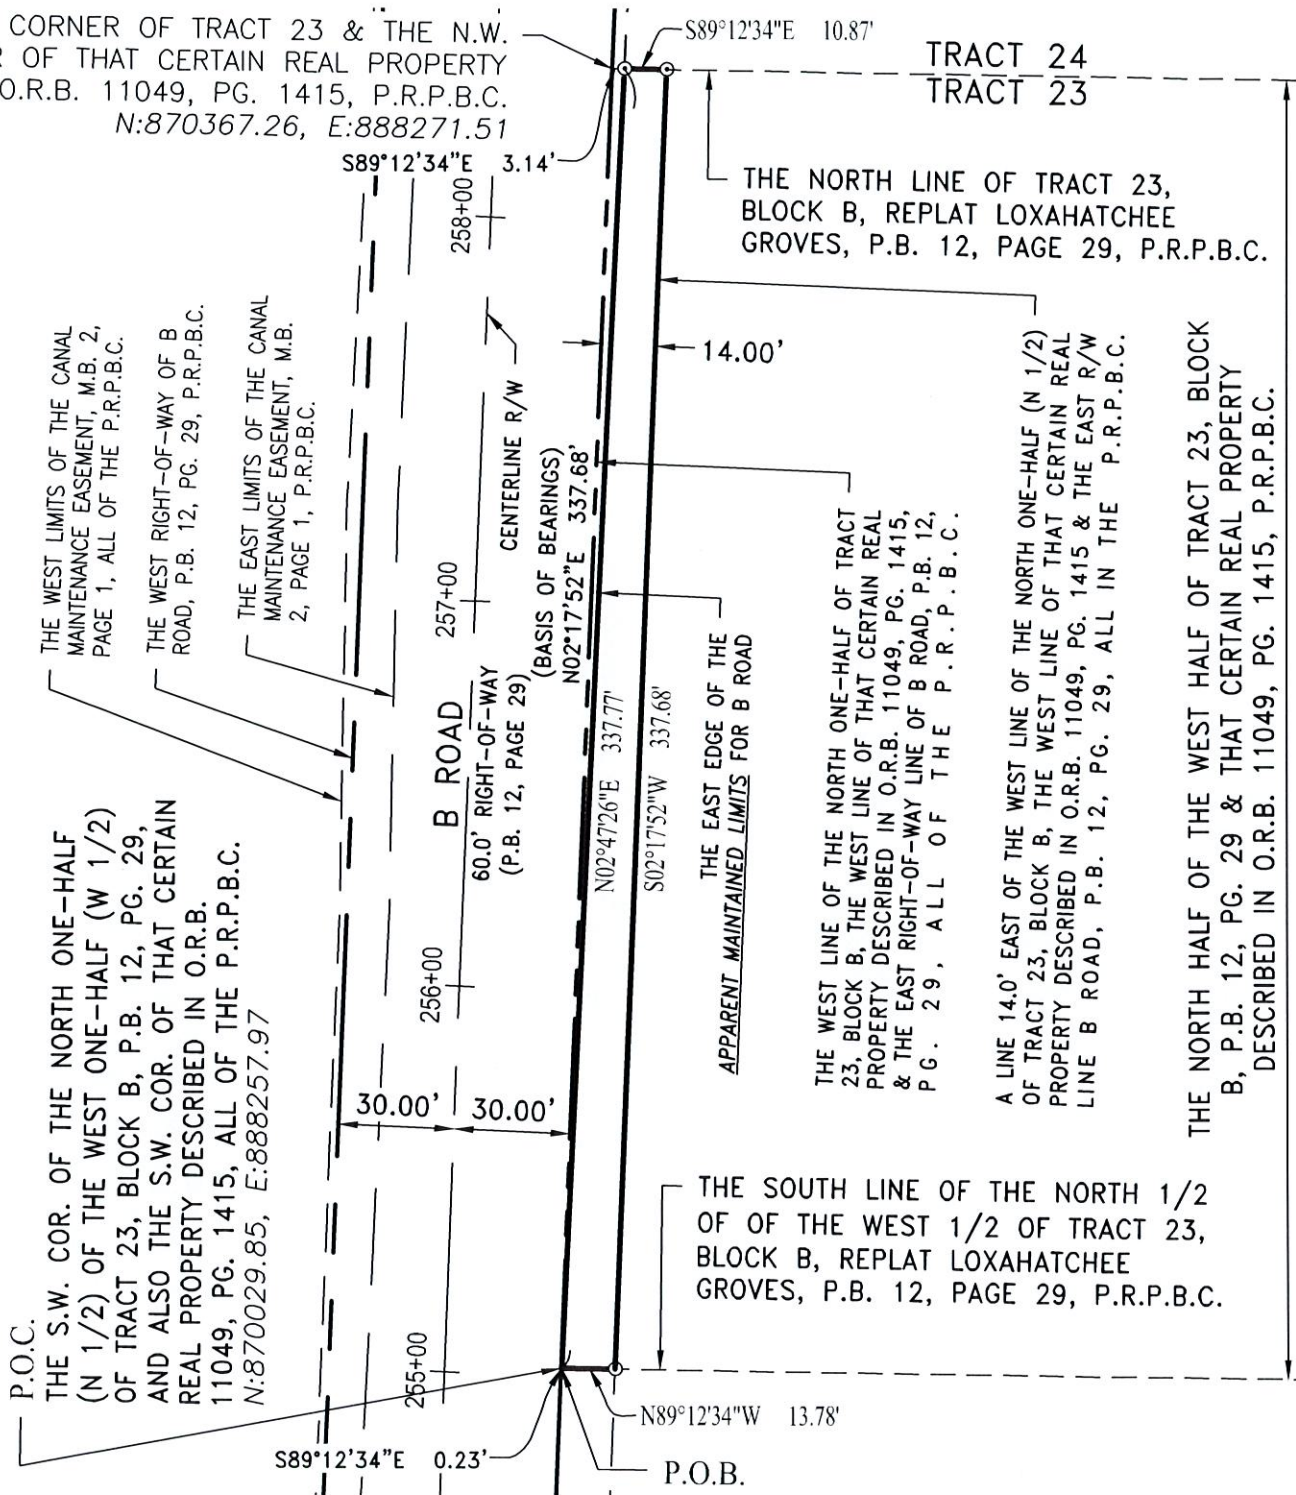 CORNER OF TRACT 23 & THE N.W.
OF THAT CERTAIN REAL PROPERTY
O.R.B. 11049, PG. 1415, P.R.P.B.C.
N:870367.26, E:888271.51
S89°12'34"E 3.14'
S89°12'34"E 10.87'
TRACT 24
TRACT 23
THE NORTH LINE OF TRACT 23,
BLOCK B, REPLAT LOXAHATCHEE
GROVES, P.B. 12, PAGE 29, P.R.P.B.C.
14.00'
THE WEST LIMITS OF THE CANAL
MAINTENANCE EASEMENT, M.B. 2,
PAGE 1, ALL OF THE P.R.P.B.C.
THE WEST RIGHT-OF-WAY OF B
ROAD, P.B. 12, PG. 29, P.R.P.B.C.
THE EAST LIMITS OF THE CANAL
MAINTENANCE EASEMENT, M.B.
2, PAGE 1, P.R.P.B.C.
258+00
257+00
256+00
255+00
CENTERLINE R/W
(BASIS OF BEARINGS)
N02°17'52"E 337.68'
B ROAD
60.0' RIGHT-OF-WAY
(P.B. 12, PAGE 29)
N02°47'26"E 337.77'
S02°17'52"W 337.68'
THE EAST EDGE OF THE
APPARENT MAINTAINED LIMITS FOR B ROAD
THE WEST LINE OF THE NORTH ONE-HALF OF TRACT
23, BLOCK B, THE WEST LINE OF THAT CERTAIN REAL
PROPERTY DESCRIBED IN O.R.B. 11049, PG. 1415,
& THE EAST RIGHT-OF-WAY LINE OF B ROAD, P.B. 12,
PG. 29, ALL OF THE P.R.P.B.C.
A LINE 14.0' EAST OF THE WEST LINE OF THE NORTH ONE-HALF (N 1/2)
OF TRACT 23, BLOCK B, THE WEST LINE OF THAT CERTAIN REAL
PROPERTY DESCRIBED IN O.R.B. 11049, PG. 1415 & THE EAST R/W
LINE B ROAD, P.B. 12, PG. 29, ALL IN THE P.R.P.B.C.
THE NORTH HALF OF THE WEST HALF OF TRACT 23, BLOCK
B, P.B. 12, PG. 29 & THAT CERTAIN REAL PROPERTY
DESCRIBED IN O.R.B. 11049, PG. 1415, P.R.P.B.C.
P.O.C.
THE S.W. COR. OF THE NORTH ONE-HALF
(N 1/2) OF THE WEST ONE-HALF (W 1/2)
OF TRACT 23, BLOCK B, P.B. 12, PG. 29,
AND ALSO THE S.W. COR. OF THAT CERTAIN
REAL PROPERTY DESCRIBED IN O.R.B.
11049, PG. 1415, ALL OF THE P.R.P.B.C.
N:870029.85, E:888257.97
30.00'
30.00'
THE SOUTH LINE OF THE NORTH 1/2
OF OF THE WEST 1/2 OF TRACT 23,
BLOCK B, REPLAT LOXAHATCHEE
GROVES, P.B. 12, PAGE 29, P.R.P.B.C.
N89°12'34"W 13.78'
S89°12'34"E 0.23'
P.O.B.